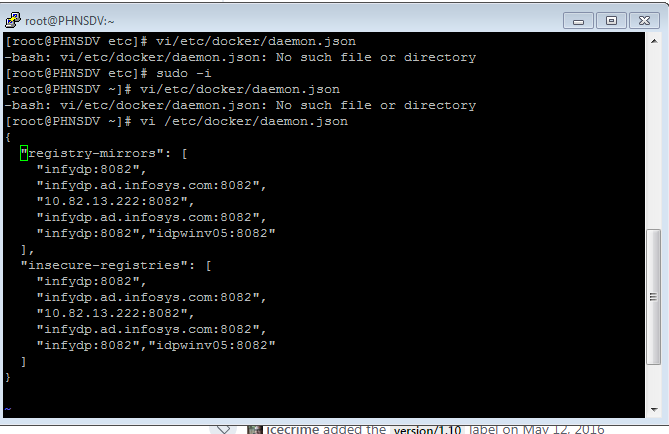 root@PHNSDV:~
[root@PHNSDV etc]# vi/etc/docker/daemon.json
-bash: vi/etc/docker/daemon.json: No such file or directory
[root@PHNSDV etc]# sudo -i
[root@PHNSDV ~]# vi/etc/docker/daemon.json
-bash: vi/etc/docker/daemon.json: No such file or directory
[root@PHNSDV ~]# vi /etc/docker/daemon.json
{
  "registry-mirrors": [
    "infydp:8082",
    "infydp.ad.infosys.com:8082",
    "10.82.13.222:8082",
    "infydp.ad.infosys.com:8082",
    "infydp:8082","idpwinv05:8082"
  ],
  "insecure-registries": [
    "infydp:8082",
    "infydp.ad.infosys.com:8082",
    "10.82.13.222:8082",
    "infydp.ad.infosys.com:8082",
    "infydp:8082","idpwinv05:8082"
  ]
}
~
icecrime added the version/1.10 label on May 12, 2016